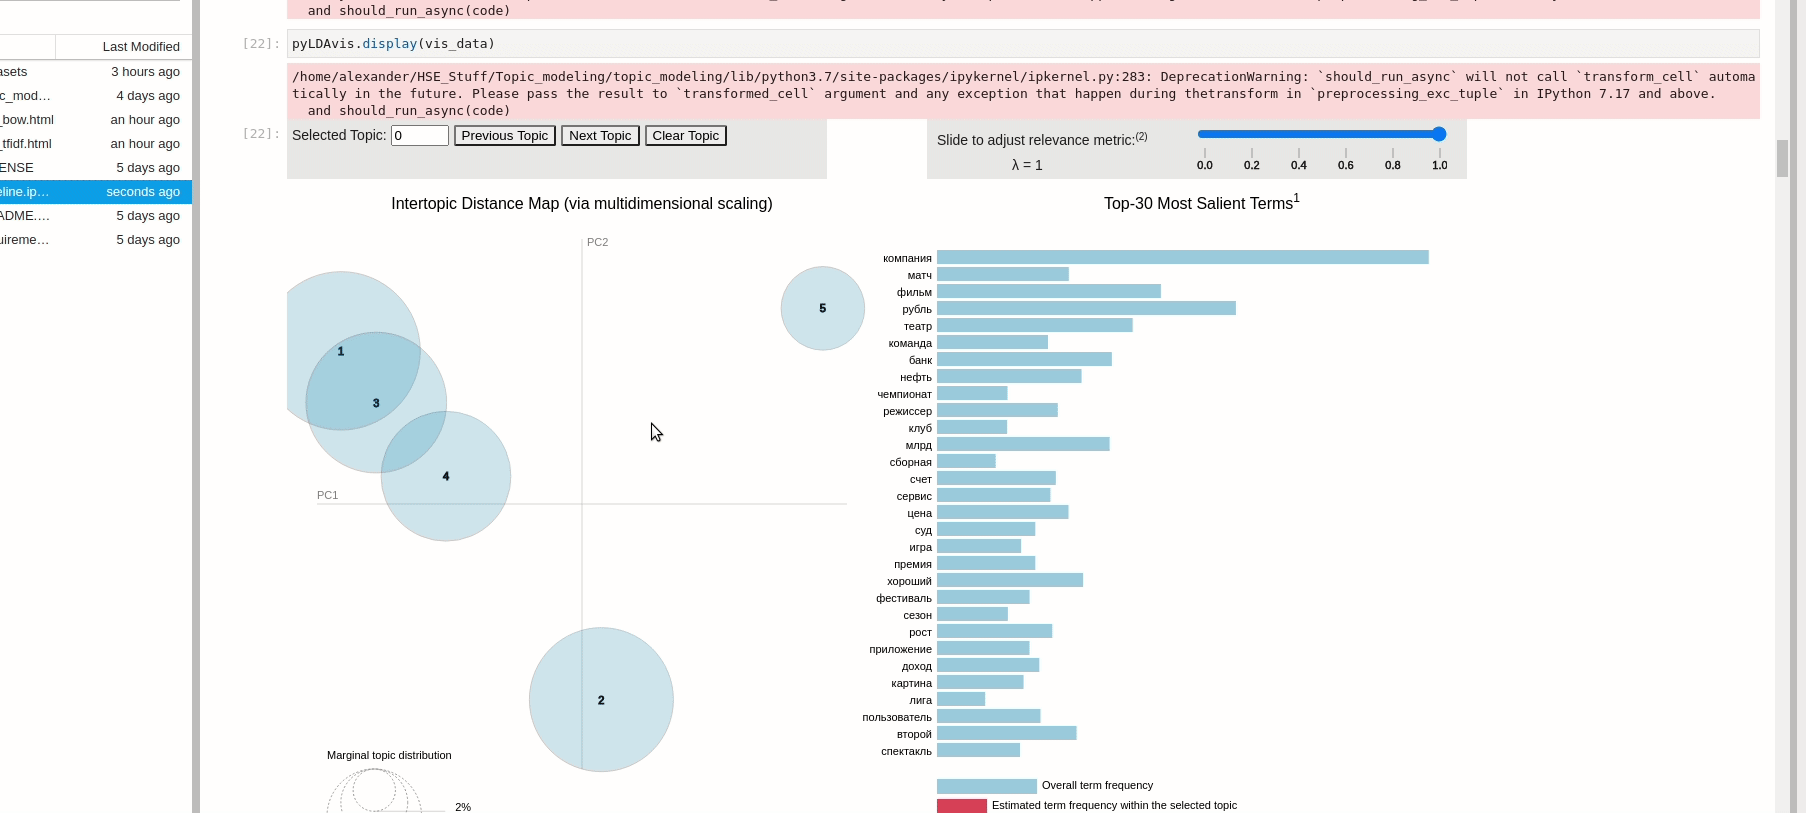 and should_run_async(code)
[22]: pyLDAvis.display(vis_data)
Last Modified
asets 3 hours ago
c_mod… 4 days ago
_bow.html an hour ago
_tfidf.html an hour ago
ENSE 5 days ago
eline.ip… seconds ago
ADME.… 5 days ago
uireme… 5 days ago
/home/alexander/HSE_Stuff/Topic_modeling/topic_modeling/lib/python3.7/site-packages/ipykernel/ipkernel.py:283: DeprecationWarning: `should_run_async` will not call `transform_cell` automa
tically in the future. Please pass the result to `transformed_cell` argument and any exception that happen during thetransform in `preprocessing_exc_tuple` in IPython 7.17 and above.
and should_run_async(code)
[22]: Selected Topic: 0 Previous Topic Next Topic Clear Topic
Slide to adjust relevance metric:(2)
λ = 1
0.0 0.2 0.4 0.6 0.8 1.0
Intertopic Distance Map (via multidimensional scaling)
PC2
PC1
1
3
4
5
2
Marginal topic distribution
2%
Top-30 Most Salient Terms1
компания
матч
фильм
рубль
театр
команда
банк
нефть
чемпионат
режиссер
клуб
млрд
сборная
счет
сервис
цена
суд
игра
премия
хороший
фестиваль
сезон
рост
приложение
доход
картина
лига
пользователь
второй
спектакль
Overall term frequency
Estimated term frequency within the selected topic